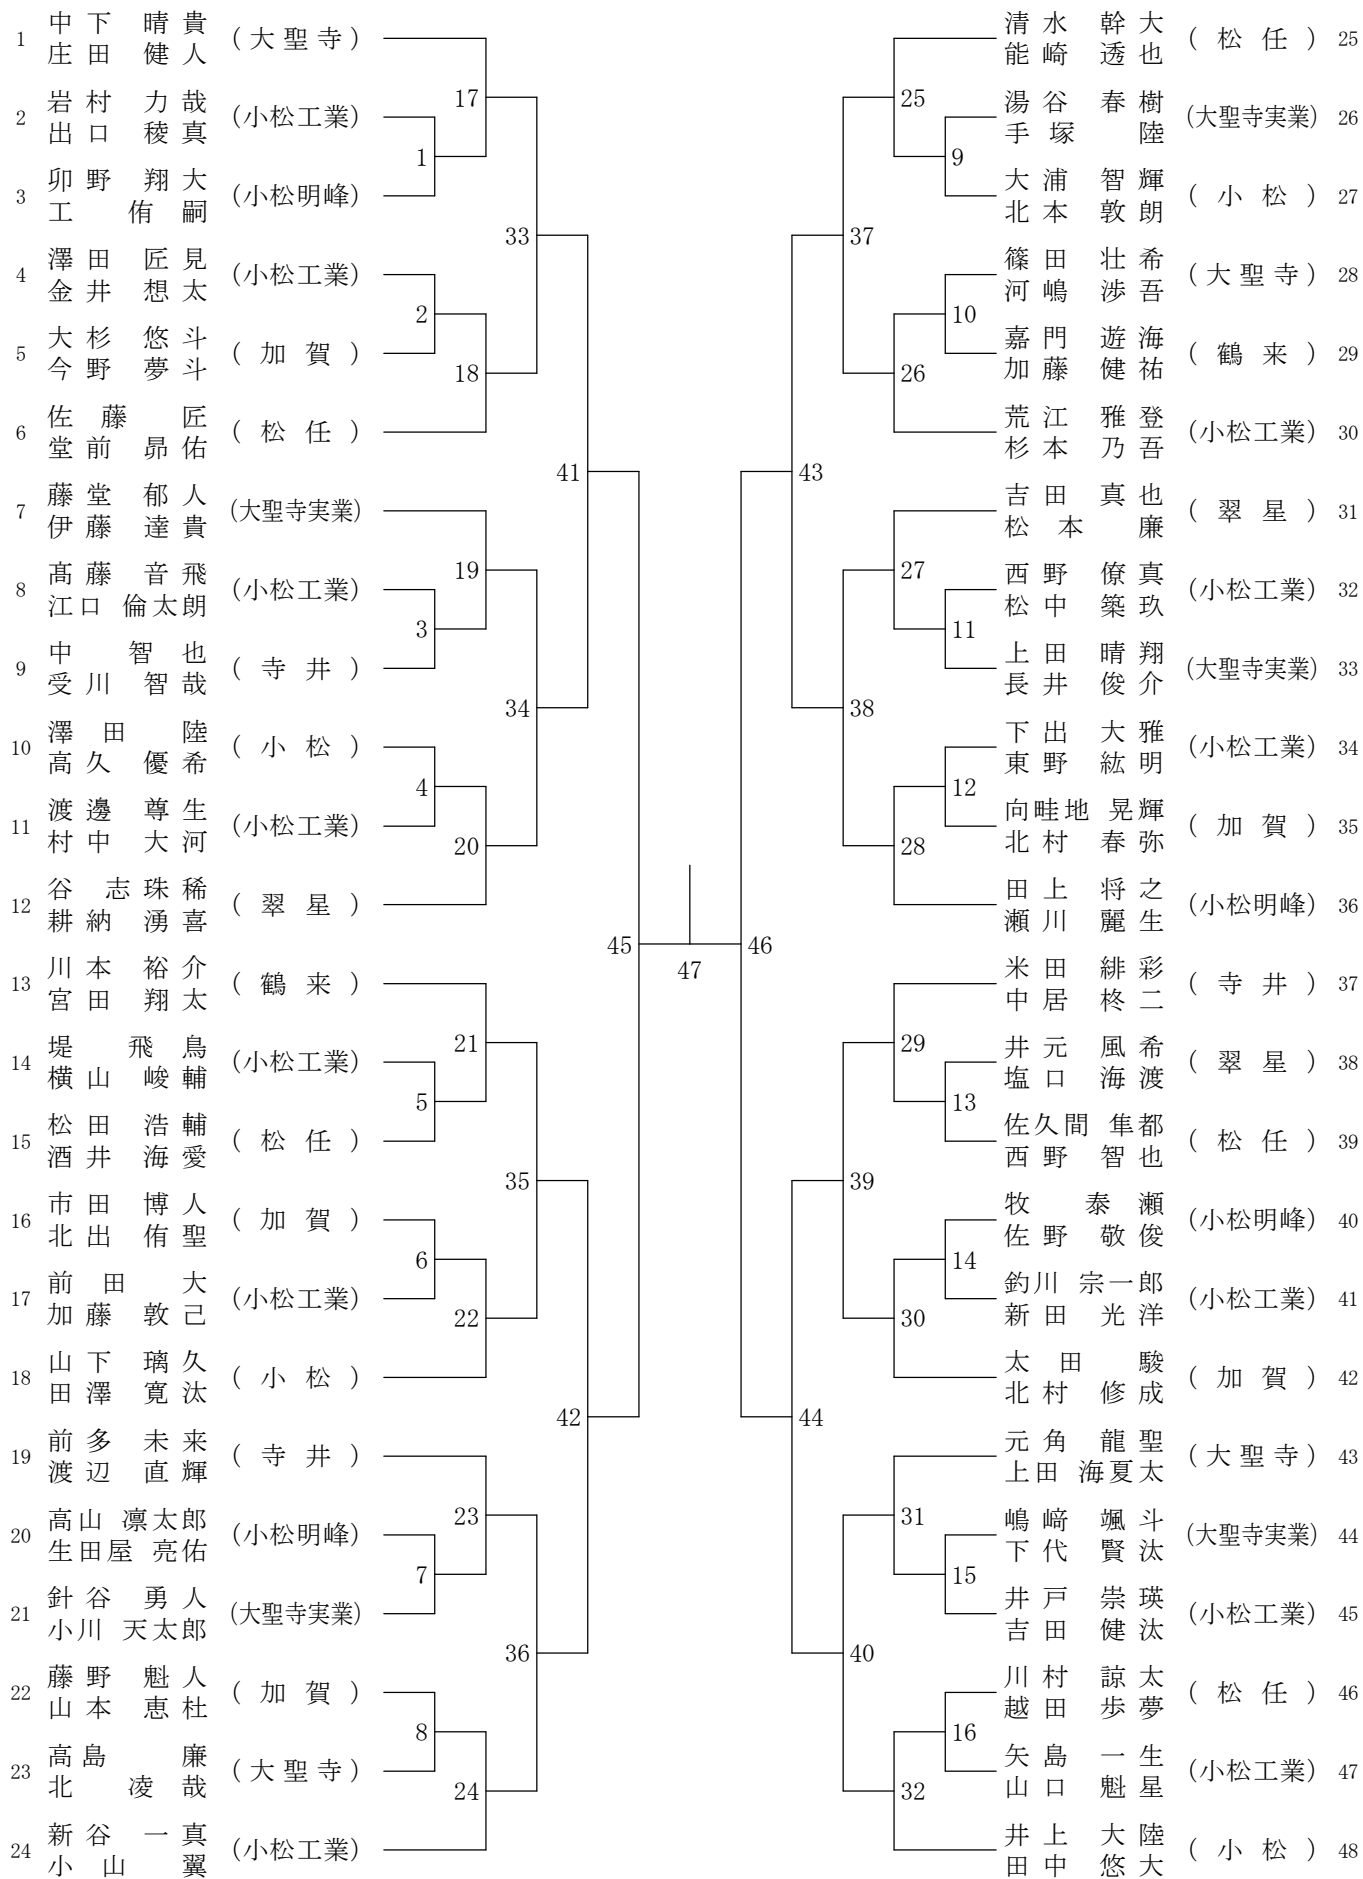 1 中下 晴貴 (大聖寺)
庄田 健人
2 岩村 力哉 (小松工業)
出口 稜真
3 卯野 翔大 (小松明峰)
工 侑嗣
4 澤田 匠見 (小松工業)
金井 想太
5 大杉 悠斗 (加賀)
今野 夢斗
6 佐藤 匠 (松任)
堂前 昴佑
7 藤堂 郁人 (大聖寺実業)
伊藤 達貴
8 髙藤 音飛 (小松工業)
江口 倫太朗
9 中 智也 (寺井)
受川 智哉
10 澤田 陸 (小松)
高久 優希
11 渡邊 尊生 (小松工業)
村中 大河
12 谷 志珠稀 (翠星)
耕納 湧喜
13 川本 裕介 (鶴来)
宮田 翔太
14 堤 飛鳥 (小松工業)
横山 峻輔
15 松田 浩輔 (松任)
酒井 海愛
16 市田 博人 (加賀)
北出 侑聖
17 前田 大 (小松工業)
加藤 敦己
18 山下 璃久 (小松)
田澤 寛汰
19 前多 未来 (寺井)
渡辺 直輝
20 高山 凛太郎 (小松明峰)
生田屋 亮佑
21 針谷 勇人 (大聖寺実業)
小川 天太郎
22 藤野 魁人 (加賀)
山本 恵杜
23 高島 廉 (大聖寺)
北 凌哉
24 新谷 一真 (小松工業)
小山 翼
17
1
33
2
18
41
19
3
34
4
20
45
21
5
35
6
22
42
23
7
36
8
24
47
46
25
9
37
10
26
43
27
11
38
12
28
29
13
39
14
30
44
31
15
40
16
32
清水 幹大 (松任) 25
能崎 透也
湯谷 春樹 (大聖寺実業) 26
手塚 陸
大浦 智輝 (小松) 27
北本 敦朗
篠田 壮希 (大聖寺) 28
河嶋 渉吾
嘉門 遊海 (鶴来) 29
加藤 健祐
荒江 雅登 (小松工業) 30
杉本 乃吾
吉田 真也 (翠星) 31
松本 廉
西野 僚真 (小松工業) 32
松中 築玖
上田 晴翔 (大聖寺実業) 33
長井 俊介
下出 大雅 (小松工業) 34
東野 紘明
向畦地 晃輝 (加賀) 35
北村 春弥
田上 将之 (小松明峰) 36
瀬川 麗生
米田 緋彩 (寺井) 37
中居 柊二
井元 風希 (翠星) 38
塩口 海渡
佐久間 隼都 (松任) 39
西野 智也
牧 泰瀬 (小松明峰) 40
佐野 敬俊
釣川 宗一郎 (小松工業) 41
新田 光洋
太田 駿 (加賀) 42
北村 修成
元角 龍聖 (大聖寺) 43
上田 海夏太
嶋﨑 颯斗 (大聖寺実業) 44
下代 賢汰
井戸 崇瑛 (小松工業) 45
吉田 健汰
川村 諒太 (松任) 46
越田 歩夢
矢島 一生 (小松工業) 47
山口 魁星
井上 大陸 (小松) 48
田中 悠大